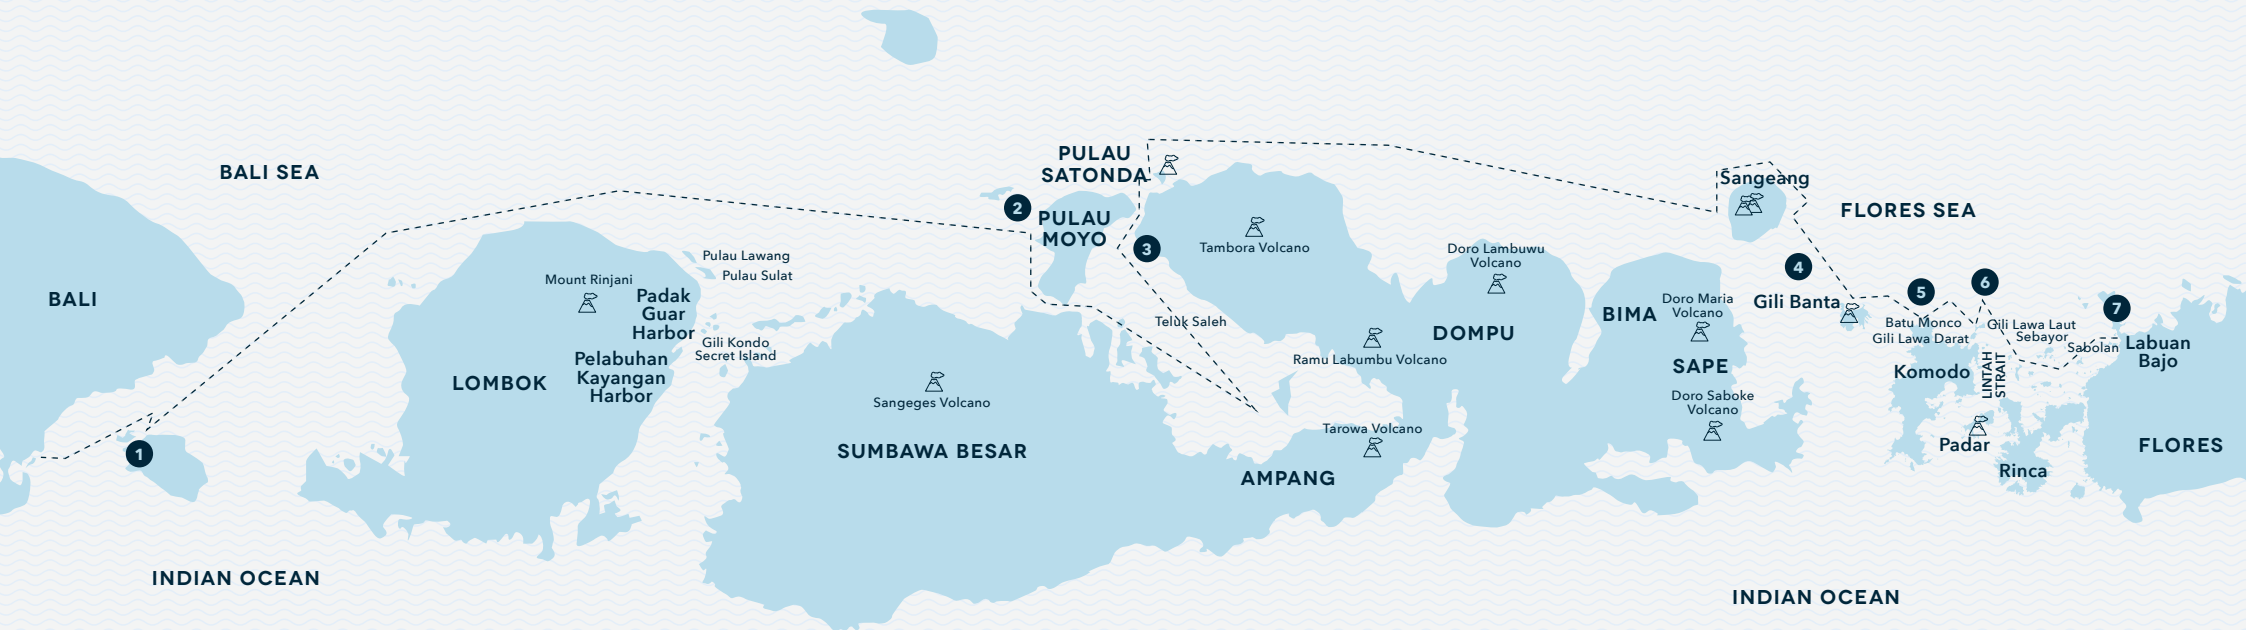 BALI SEA
BALI
1
INDIAN OCEAN
Mount Rinjani
LOMBOK
Padak
Guar
Harbor
Pelabuhan
Kayangan
Harbor
Pulau Lawang
Pulau Sulat
Gili Kondo
Secret Island
Sangeges Volcano
SUMBAWA BESAR
2
PULAU
SATONDA
PULAU
MOYO
3
Teluk Saleh
Tambora Volcano
Ramu Labumbu Volcano
Tarowa Volcano
AMPANG
Doro Lambuwu
Volcano
DOMPU
BIMA
Doro Maria
Volcano
SAPE
Doro Saboke
Volcano
Sangeang
FLORES SEA
4
Gili Banta
5
Batu Monco
Gili Lawa Darat
6
Gili Lawa Laut
Sebayor
Sabolan
7
Labuan
Bajo
Komodo
LINTAH
STRAIT
Padar
Rinca
FLORES
INDIAN OCEAN